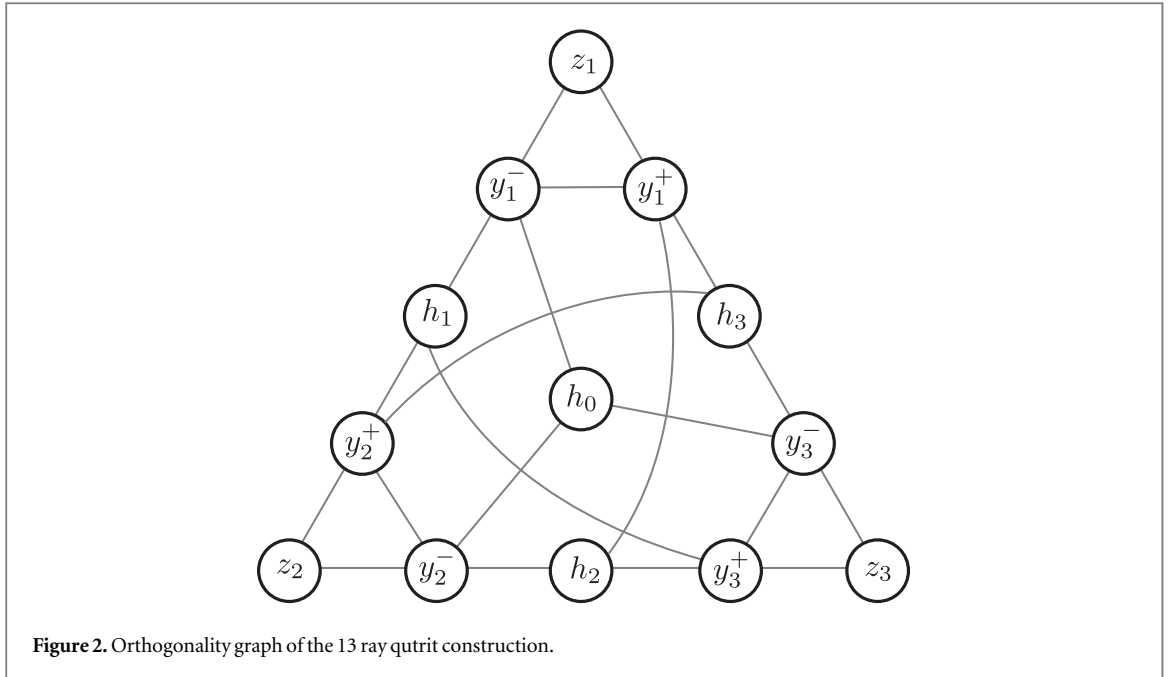 z₁
y₁⁻ y₁⁺
h₁ h₃
h₀
y₂⁺ y₃⁻
z₂ y₂⁻ h₂ y₃⁺ z₃
Figure 2. Orthogonality graph of the 13 ray qutrit construction.